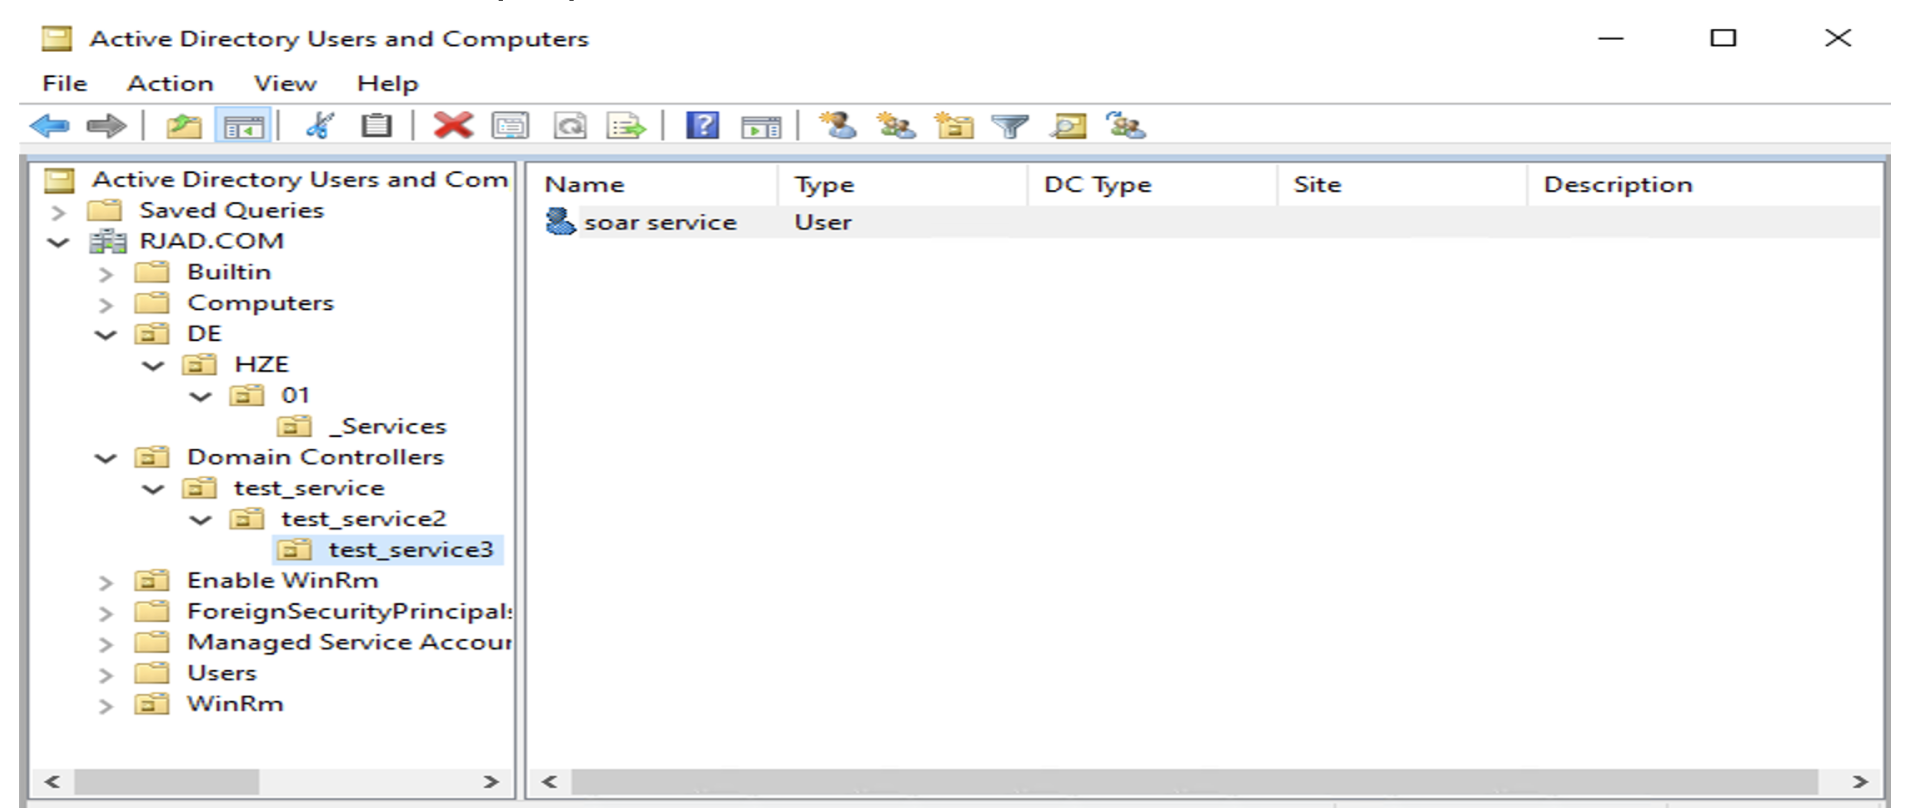 Active Directory Users and Computers
File Action View Help
Active Directory Users and Com
Saved Queries
RJAD.COM
Builtin
Computers
DE
HZE
01
_Services
Domain Controllers
test_service
test_service2
test_service3
Enable WinRm
ForeignSecurityPrincipals
Managed Service Accour
Users
WinRm
Name Type DC Type Site Description
soar service User